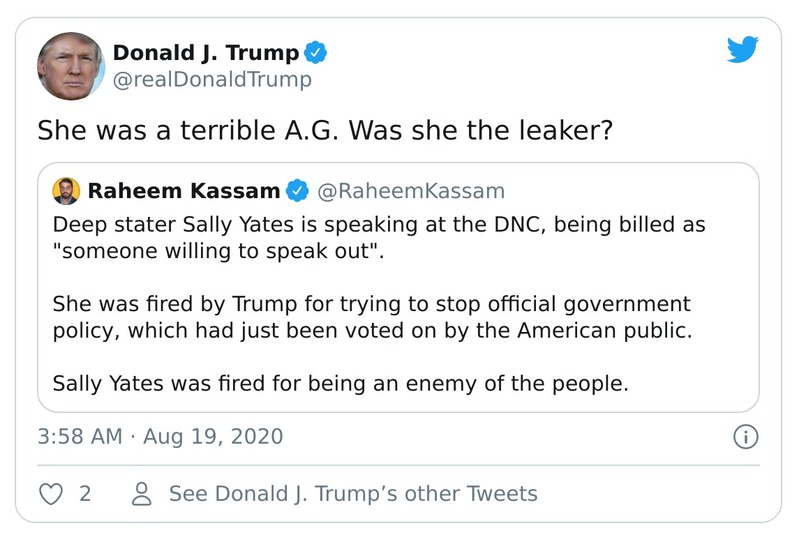 Donald J. Trump
@realDonaldTrump
She was a terrible A.G. Was she the leaker?
Raheem Kassam @RaheemKassam
Deep stater Sally Yates is speaking at the DNC, being billed as
"someone willing to speak out".
She was fired by Trump for trying to stop official government
policy, which had just been voted on by the American public.
Sally Yates was fired for being an enemy of the people.
3:58 AM · Aug 19, 2020
2 See Donald J. Trump’s other Tweets